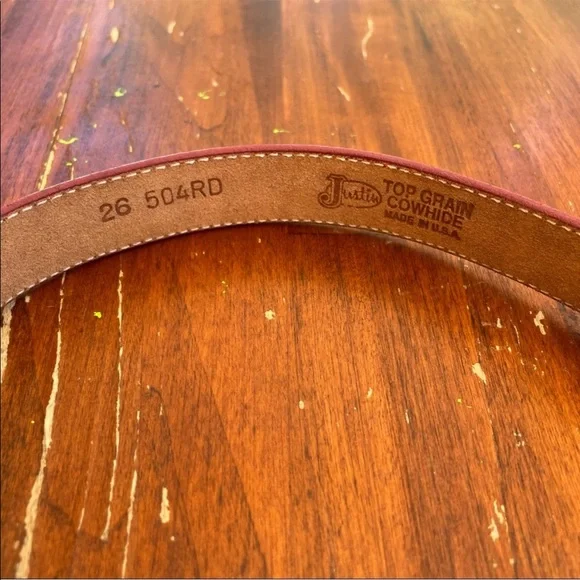 26 504RD
Justin
TOP GRAIN
COWHIDE
MADE IN U.S.A.